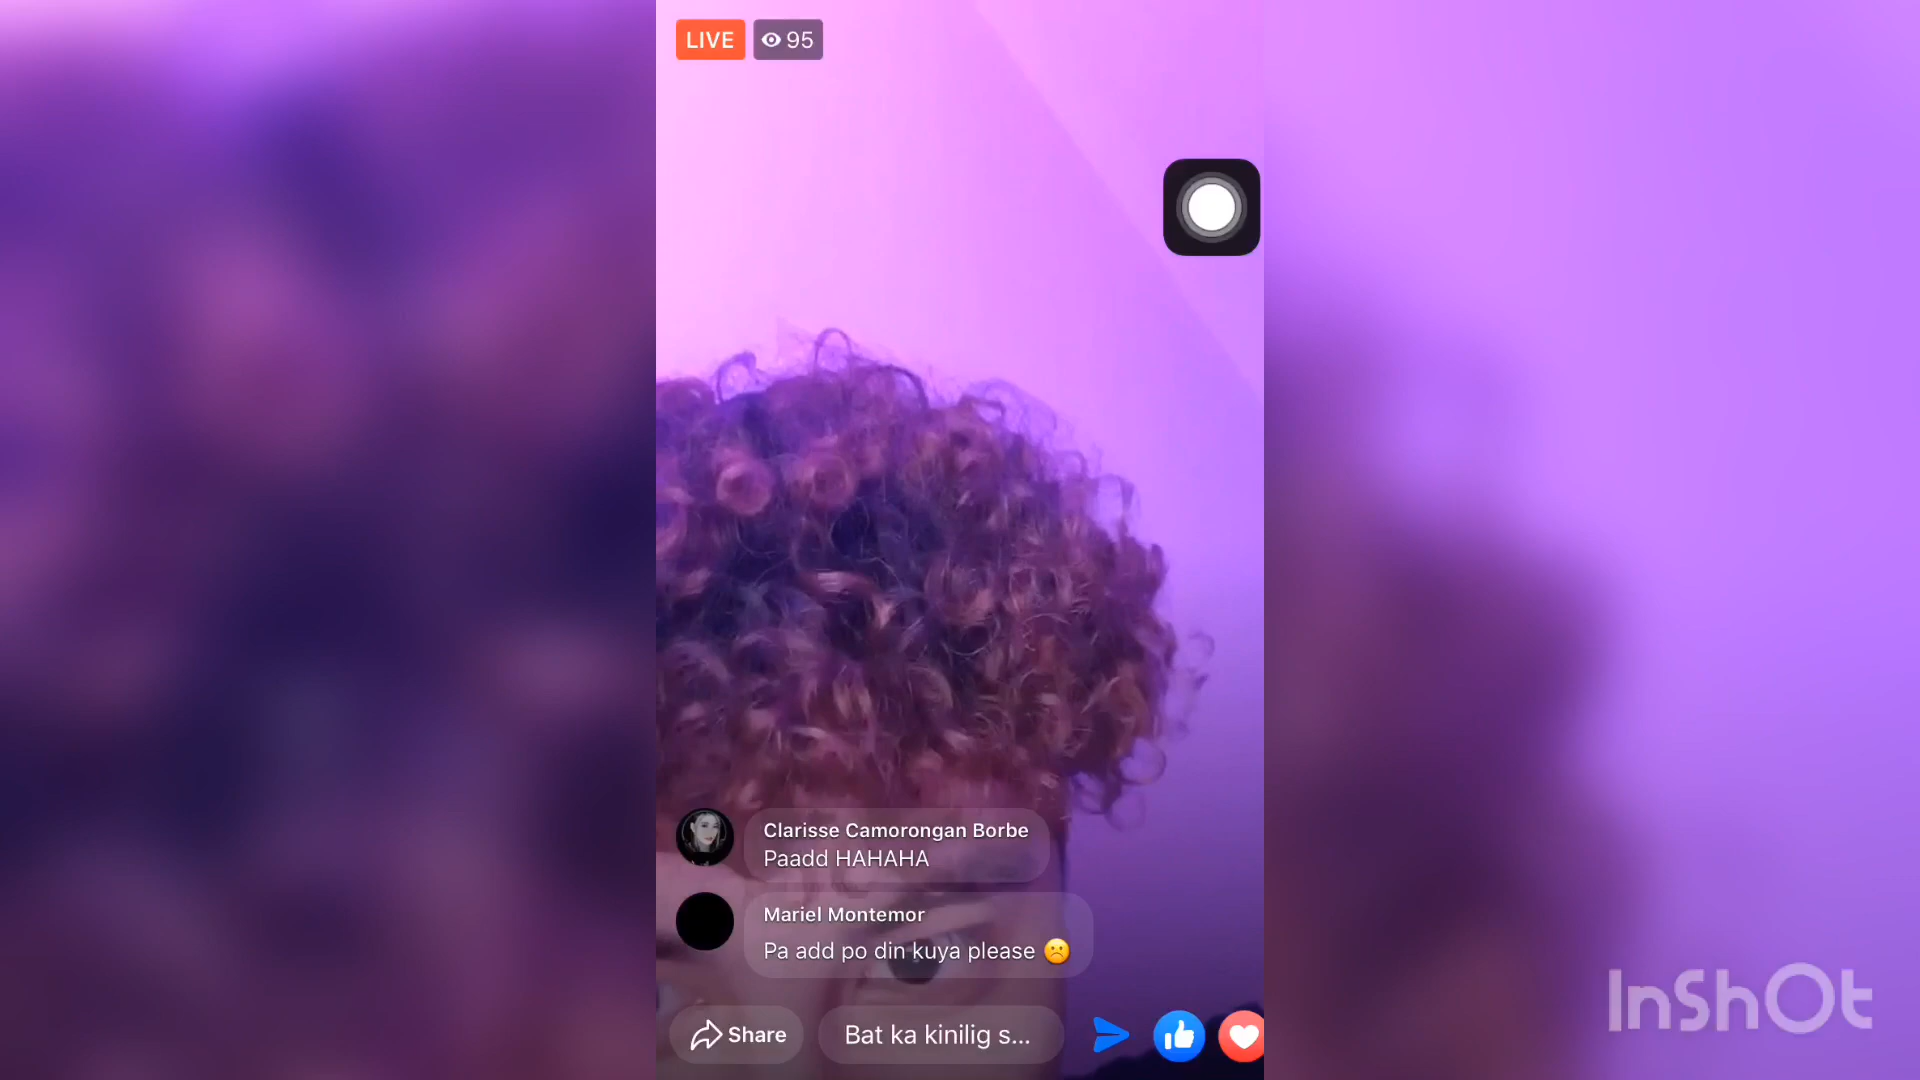 LIVE 95
Clarisse Camorongan Borbe
Paadd HAHAHA
Mariel Montemor
Pa add po din kuya please ☹️
Share
Bat ka kinilig s...
InShOt